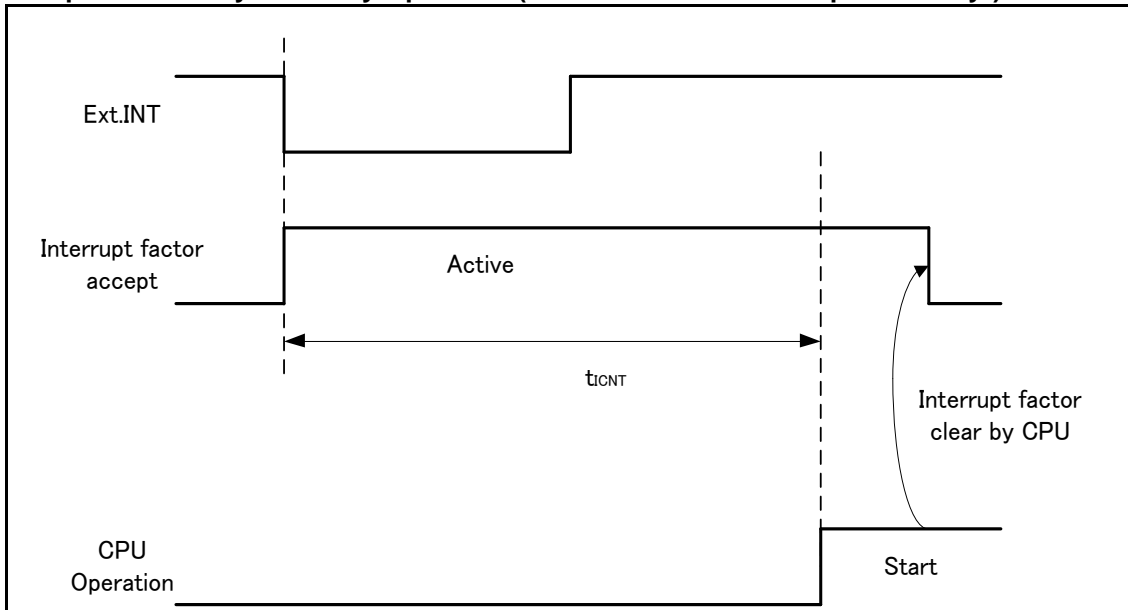 Ext.INT
Interrupt factor
accept
Active
tICNT
Interrupt factor
clear by CPU
CPU
Operation
Start